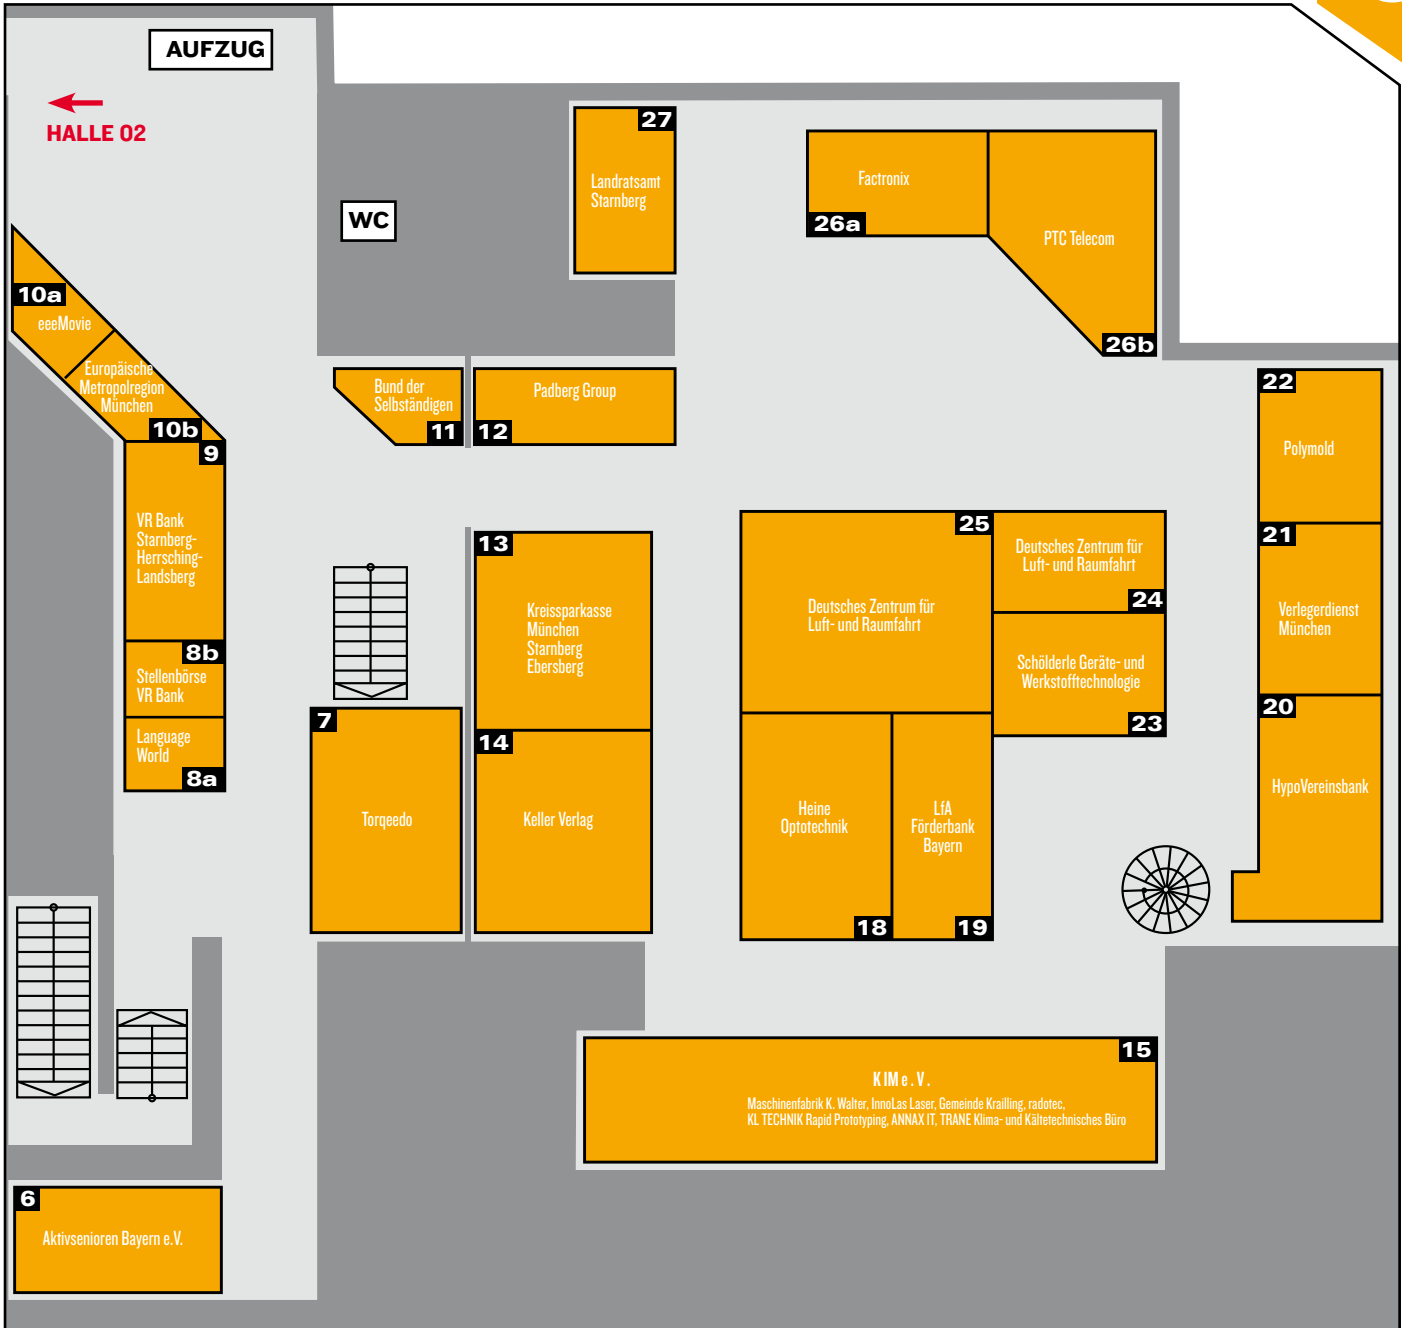 AUFZUG
HALLE 02
WC
27
Landratsamt
Starnberg
Factronix
26a
PTC Telecom
26b
10a
eeeMovie
Europäische
Metropolregion
München
10b
Bund der
Selbständigen
11
Padberg Group
12
22
Polymold
9
VR Bank
Starnberg-
Herrsching-
Landsberg
13
Kreissparkasse
München
Starnberg
Ebersberg
25
Deutsches Zentrum für
Luft- und Raumfahrt
Deutsches Zentrum für
Luft- und Raumfahrt
24
21
Verlegerdienst
München
8b
Stellenbörse
VR Bank
Schölderle Geräte- und
Werkstofftechnologie
23
Language
World
8a
7
Torqeedo
14
Keller Verlag
Heine
Optotechnik
18
LfA
Förderbank
Bayern
19
20
HypoVereinsbank
15
KIM e.V.
Maschinenfabrik K. Walter, InnoLas Laser, Gemeinde Krailling, radotec,
KL TECHNIK Rapid Prototyping, ANNAX IT, TRANE Klima- und Kältetechnisches Büro
6
Aktivsenioren Bayern e.V.